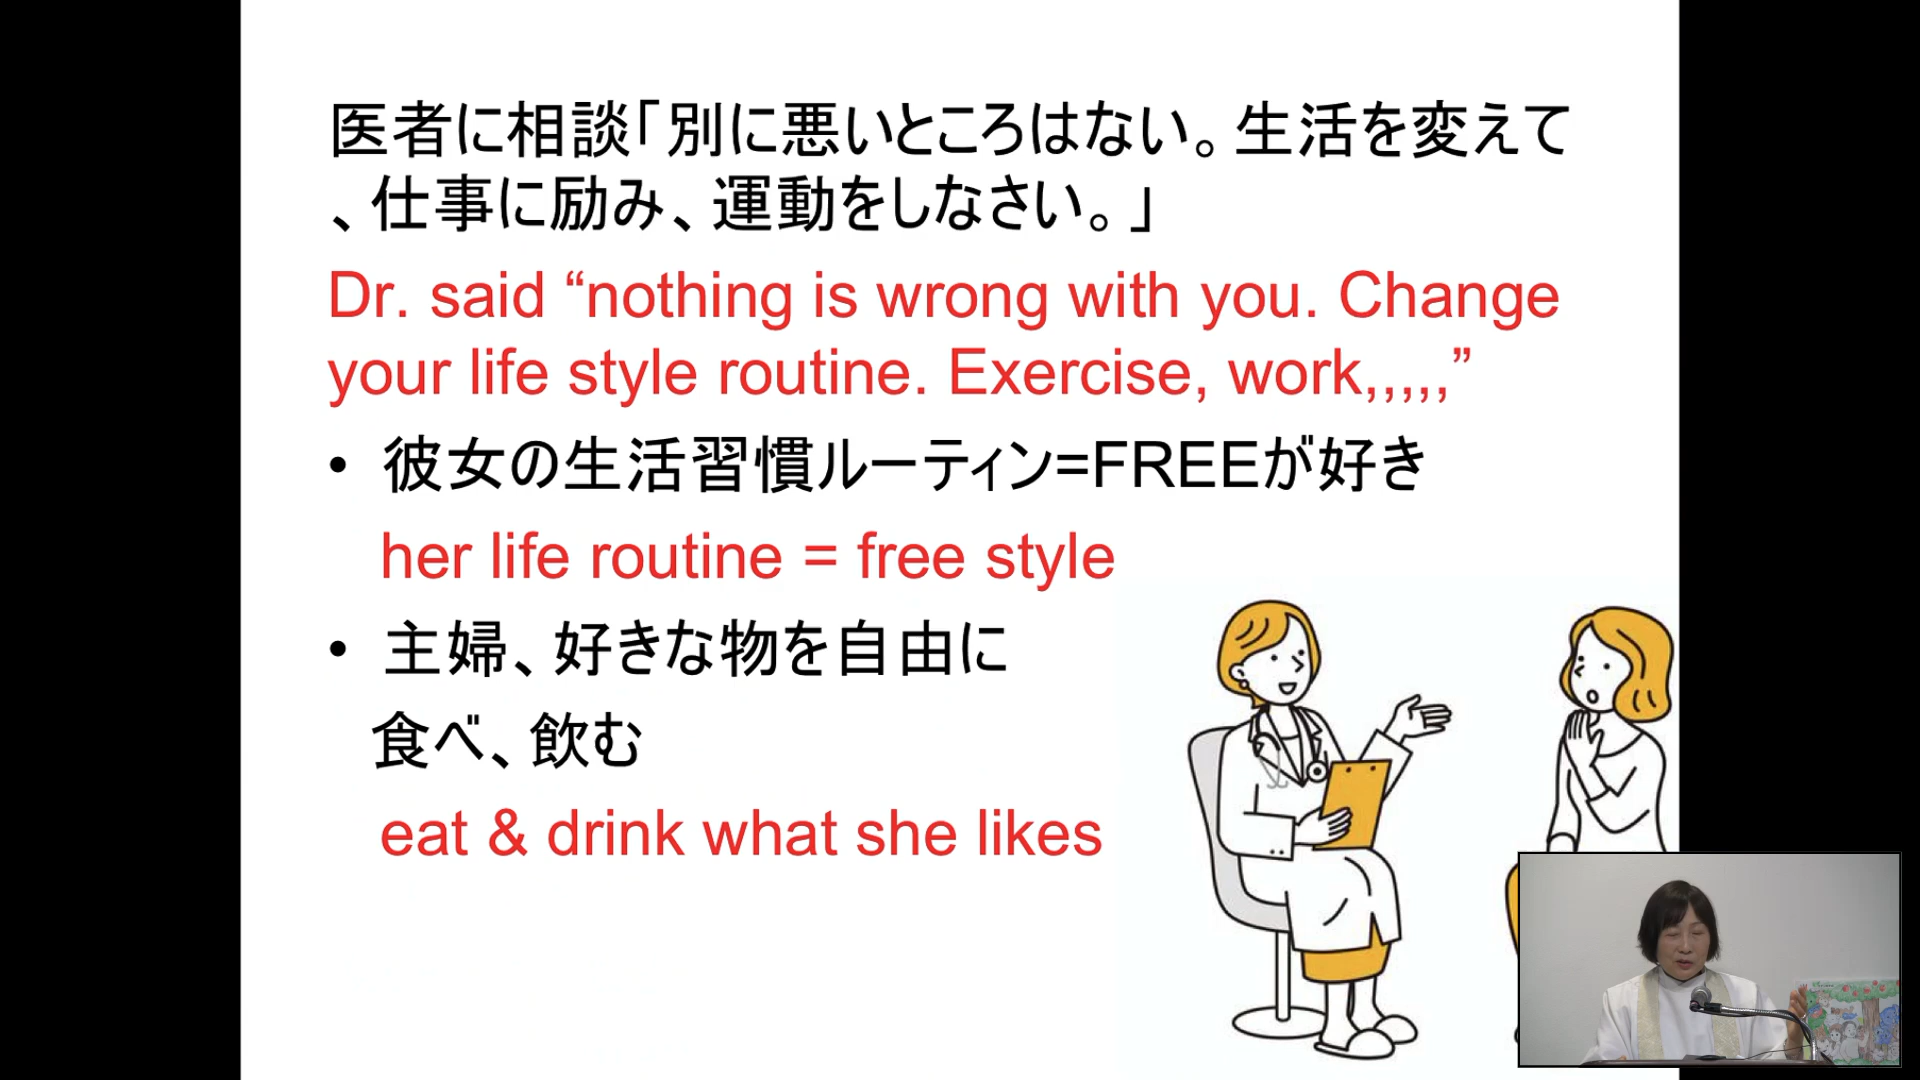 医者に相談「別に悪いところはない。生活を変えて
、仕事に励み、運動をしなさい。」
Dr. said “nothing is wrong with you. Change
your life style routine. Exercise, work,,,,,”
• 彼女の生活習慣ルーティン=FREEが好き
her life routine = free style
• 主婦、好きな物を自由に
食べ、飲む
eat & drink what she likes